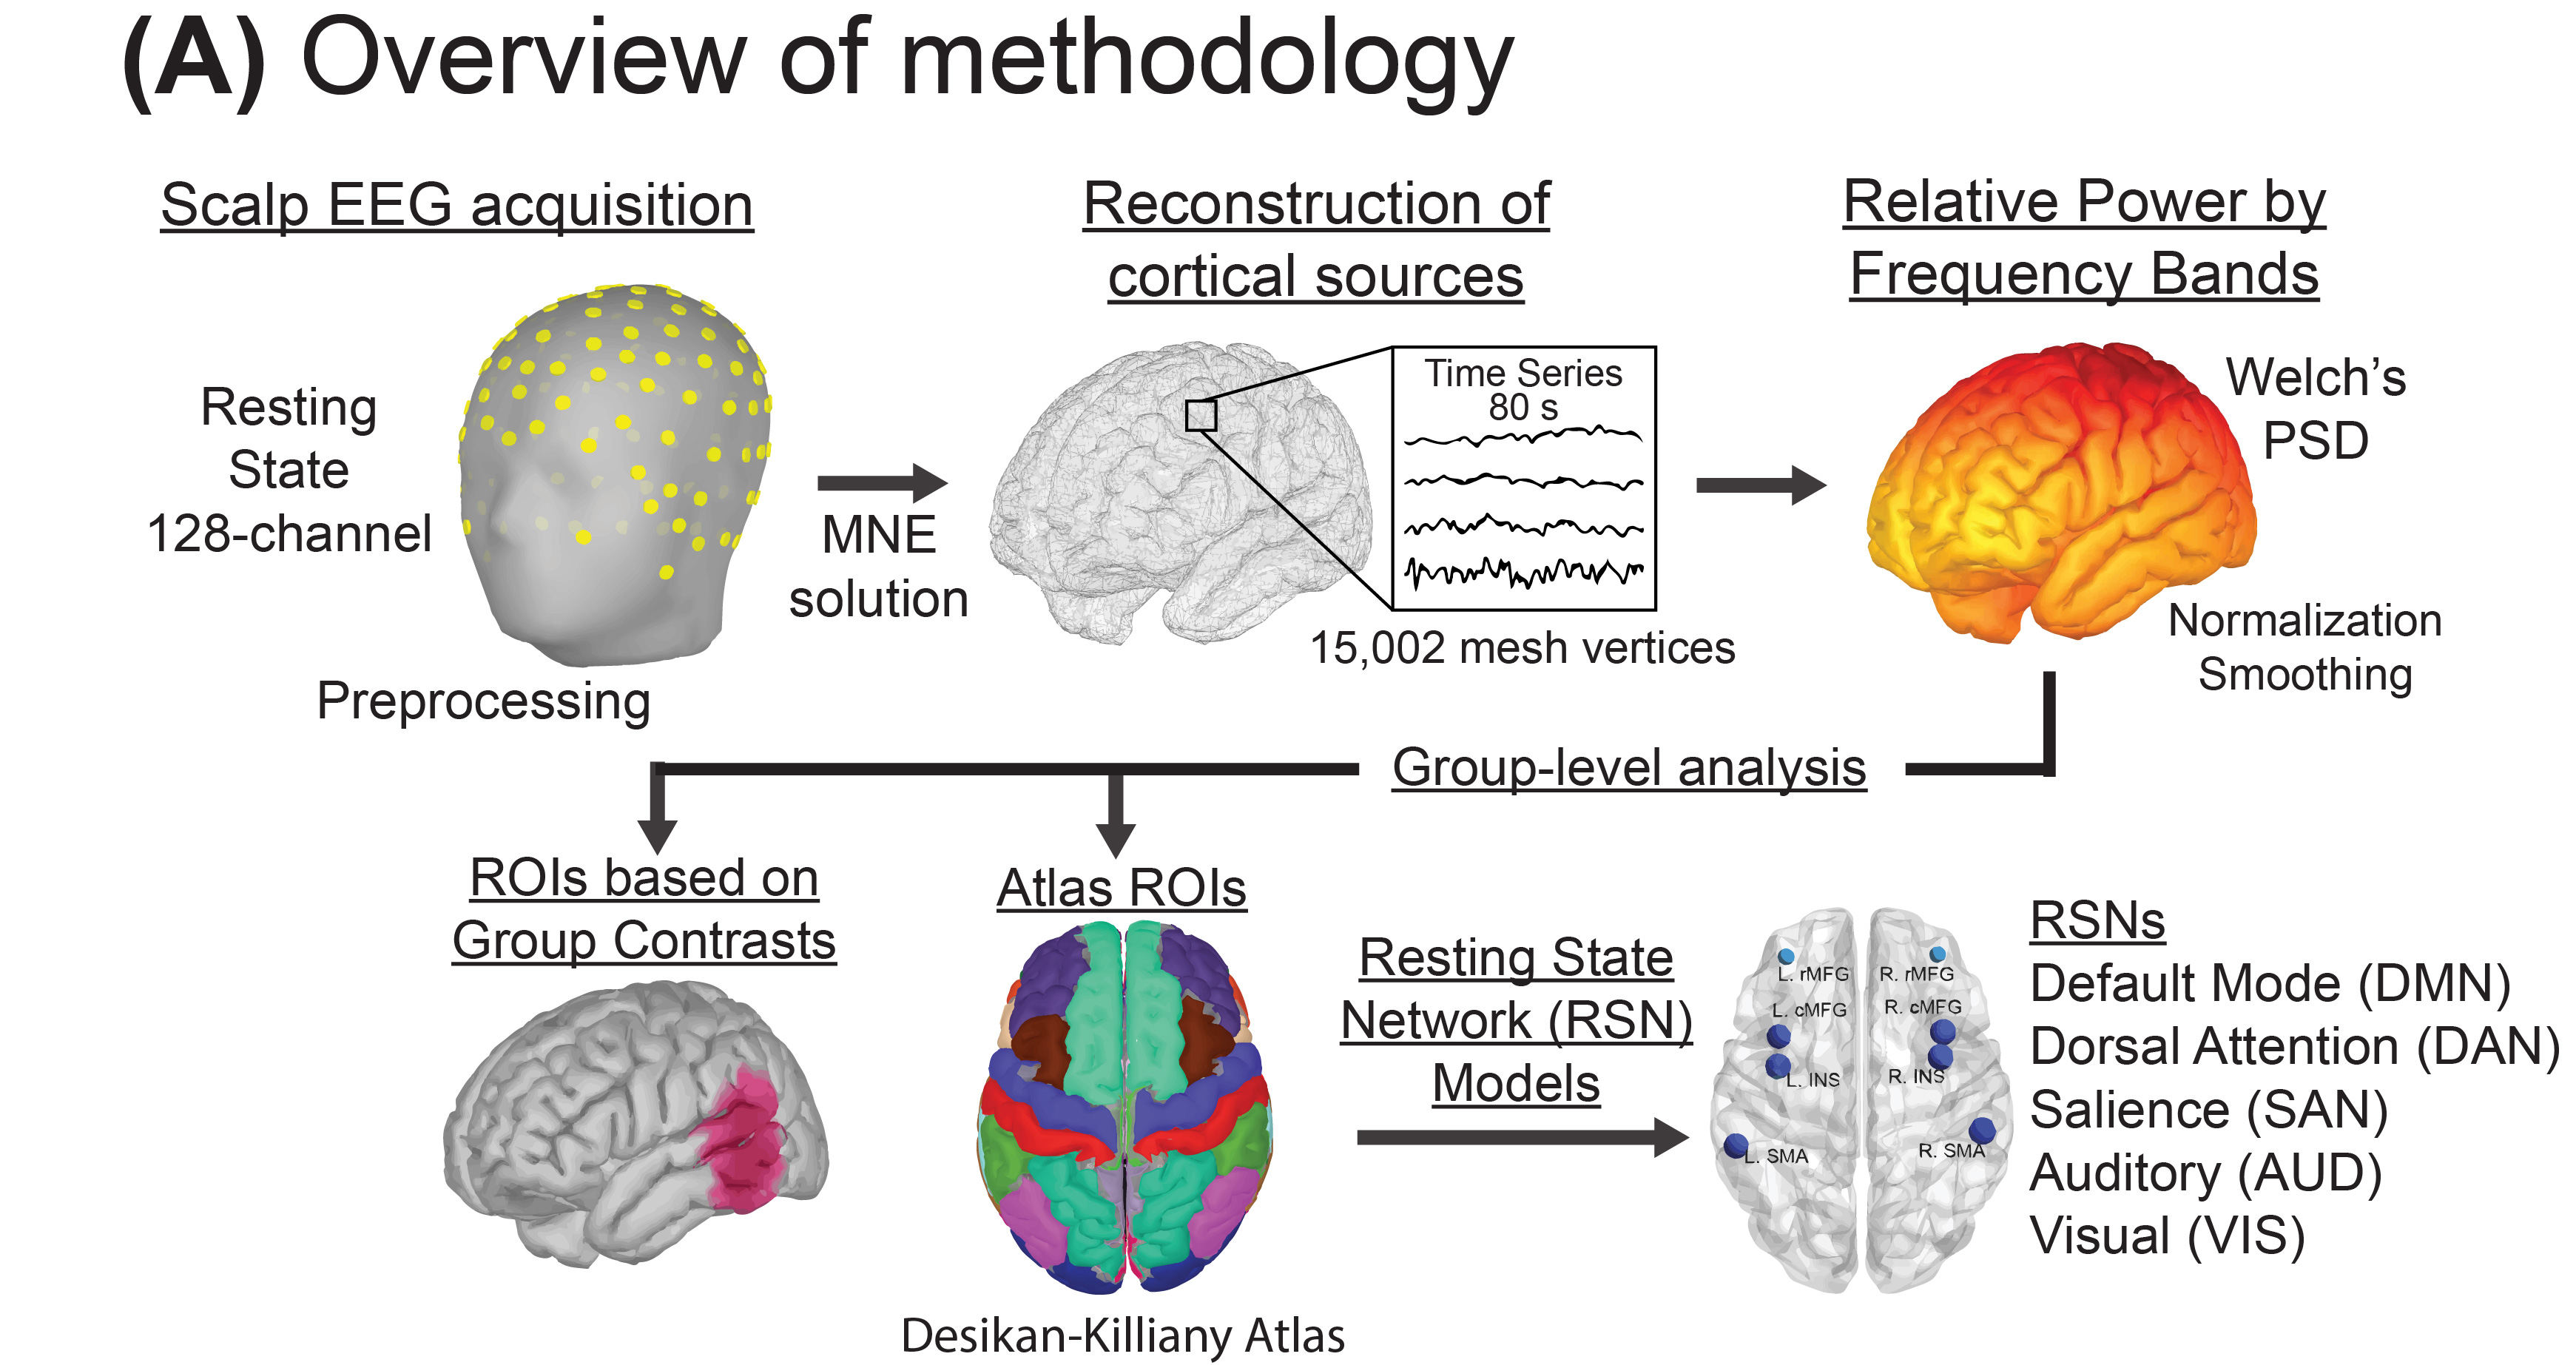 (A) Overview of methodology
Scalp EEG acquisition
Resting
State
128-channel
Preprocessing
MNE
solution
Reconstruction of
cortical sources
Time Series
80 s
15,002 mesh vertices
Relative Power by
Frequency Bands
Welch’s
PSD
Normalization
Smoothing
Group-level analysis
ROIs based on
Group Contrasts
Atlas ROIs
Desikan-Killiany Atlas
Resting State
Network (RSN)
Models
L. rMFG
R. rMFG
L. cMFG
R. cMFG
L. INS
R. INS
L. SMA
R. SMA
RSNs
Default Mode (DMN)
Dorsal Attention (DAN)
Salience (SAN)
Auditory (AUD)
Visual (VIS)